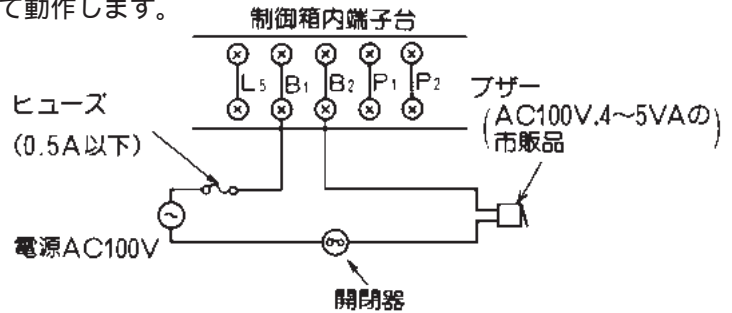 て動作します。
制御箱内端子台
L5 B1 B2 P1 P2
ブザー
(AC100V.4〜5VAの
市販品)
ヒューズ
(0.5A以下)
電源AC100V
開閉器